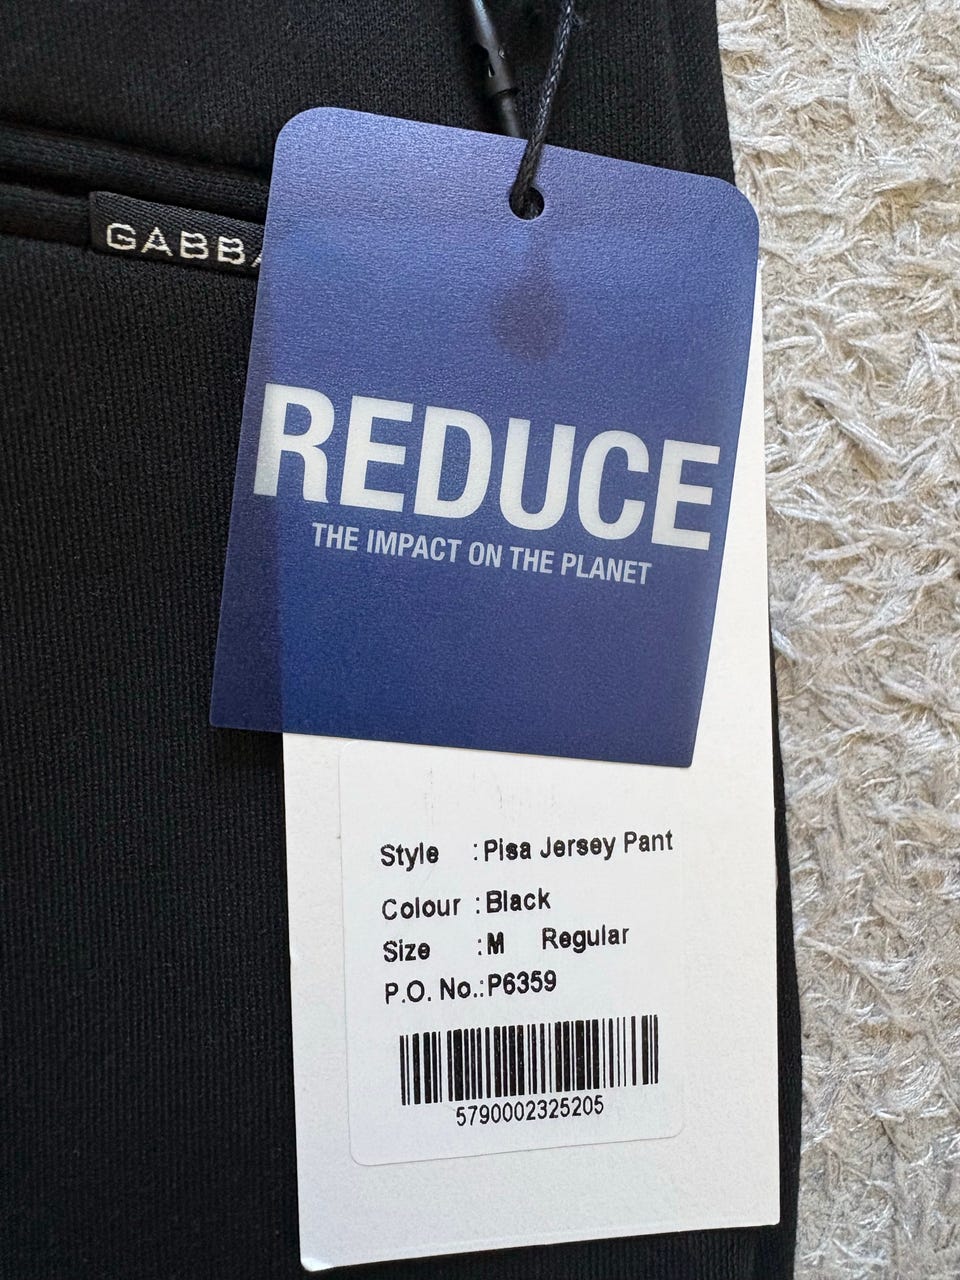 GABBA
REDUCE
THE IMPACT ON THE PLANET
Style : Pisa Jersey Pant
Colour : Black
Size : M Regular
P.O. No.: P6359
5790002325205